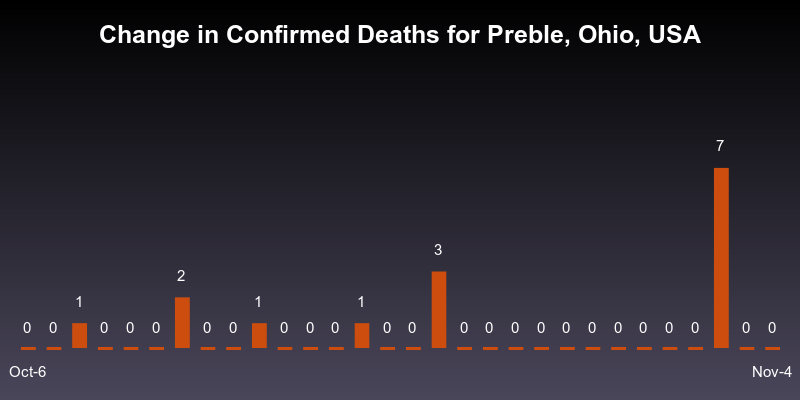 Change in Confirmed Deaths for Preble, Ohio, USA
0 0 1 0 0 0 2 0 0 1 0 0 0 1 0 0 3 0 0 0 0 0 0 0 0 0 0 7 0 0
Oct-6 Nov-4